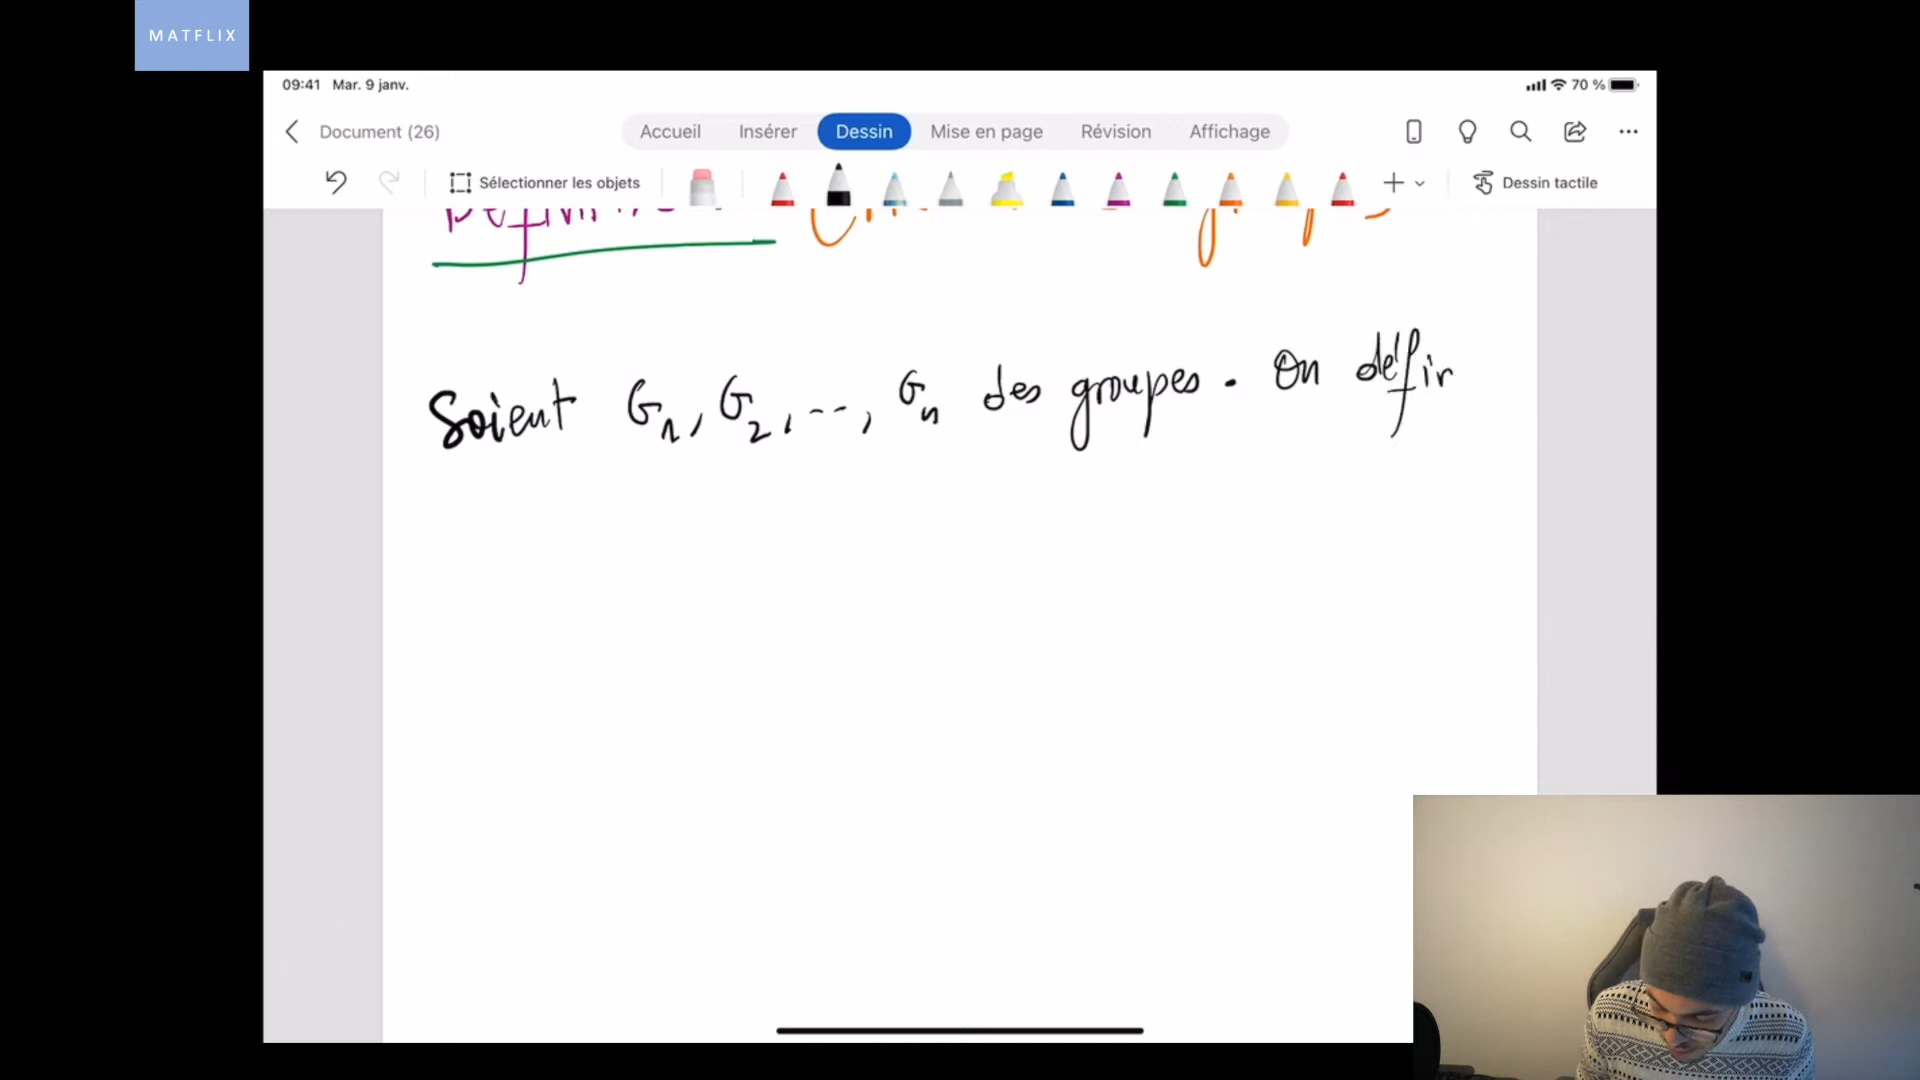 MATFLIX
09:41 Mar. 9 janv.
70 %
Document (26)
Accueil Insérer Dessin Mise en page Révision Affichage
Sélectionner les objets
Dessin tactile
Soient G1, G2, ..., Gn des groupes. On défin